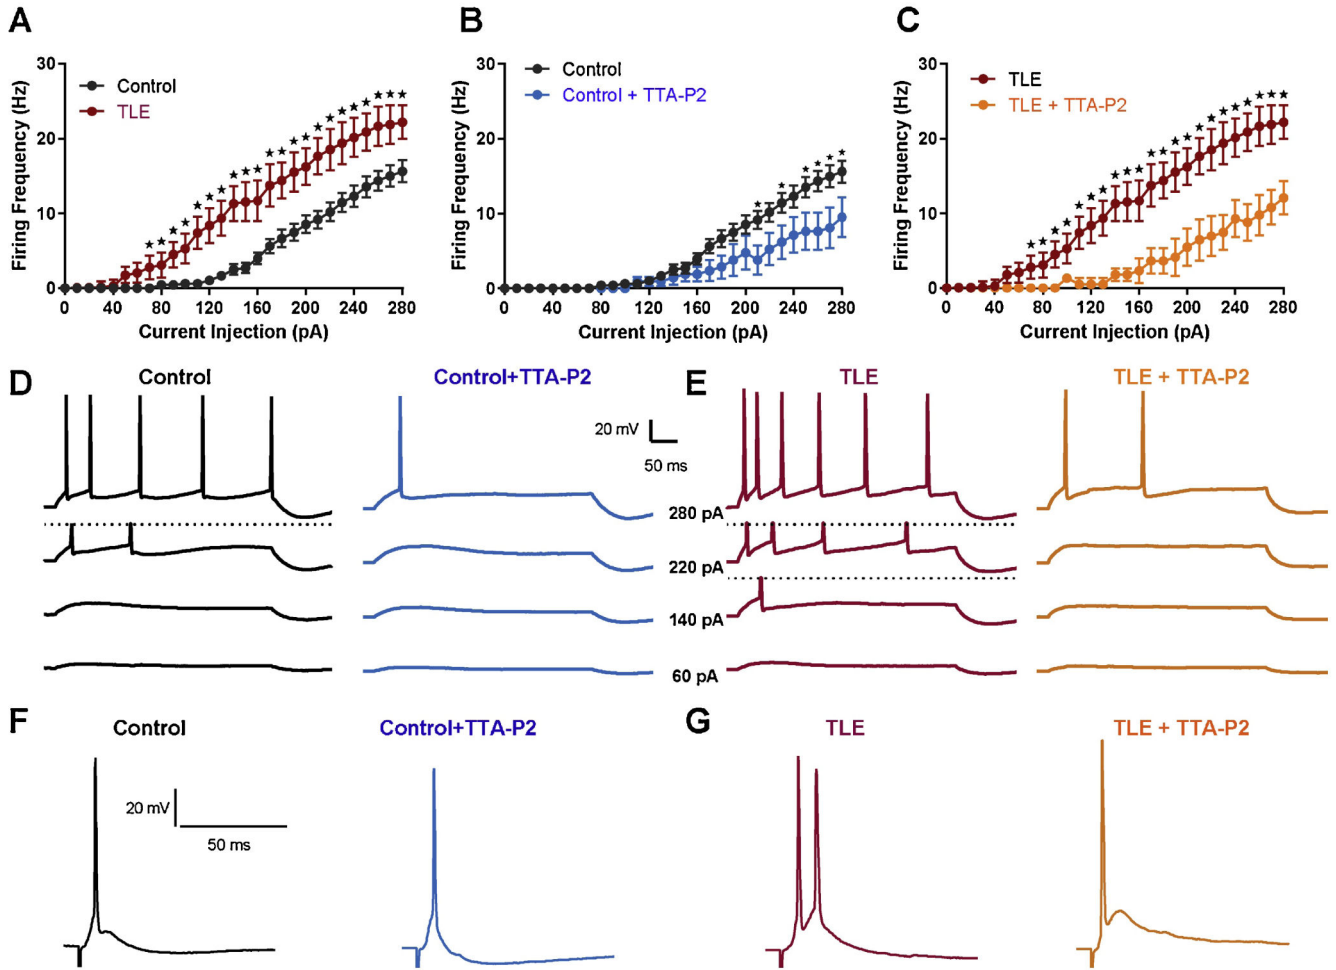 A
B
C
30
20
10
0
Firing Frequency (Hz)
Control
TLE
0 40 80 120 160 200 240 280
Current Injection (pA)
30
20
10
0
Firing Frequency (Hz)
Control
Control + TTA-P2
0 40 80 120 160 200 240 280
Current Injection (pA)
30
20
10
0
Firing Frequency (Hz)
TLE
TLE + TTA-P2
0 40 80 120 160 200 240 280
Current Injection (pA)
D
Control
Control+TTA-P2
20 mV
50 ms
E
TLE
TLE + TTA-P2
280 pA
220 pA
140 pA
60 pA
F
Control
Control+TTA-P2
20 mV
50 ms
G
TLE
TLE + TTA-P2